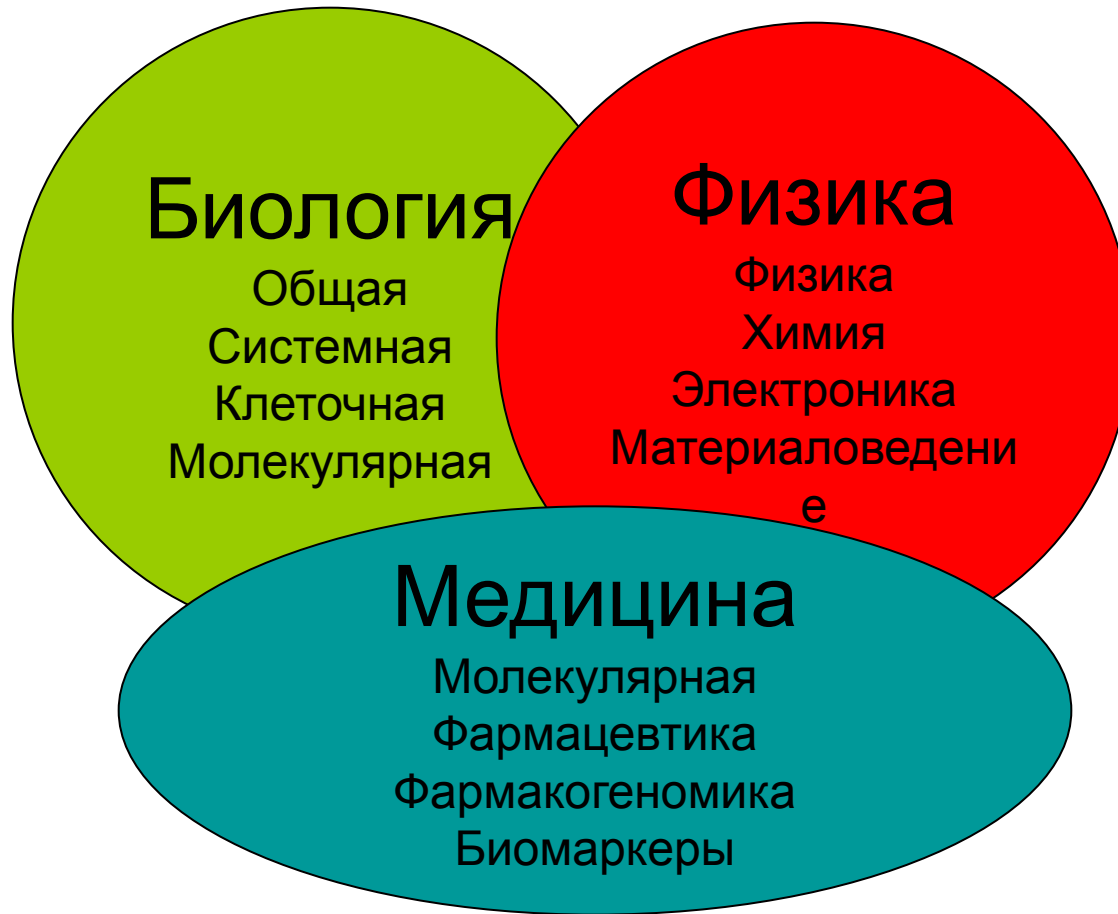 Биология
Общая
Системная
Клеточная
Молекулярная
Физика
Физика
Химия
Электроника
Материаловедени
е
Медицина
Молекулярная
Фармацевтика
Фармакогеномика
Биомаркеры